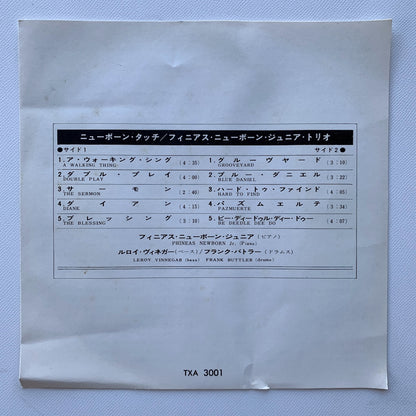 ニューボーン・タッチ／フィニアス・ニューボーン・ジュニア・トリオ
●サイド1
サイド2●
1.ア・ウォーキング・シング (4:35)
A WALKING THING
2.ダブル・プレイ (4:00)
DOUBLE PLAY
3.サーモン (2:40)
THE SERMON
4.ダイアン (4:15)
DIANE
5.ブレッシング (3:10)
THE BLESSING
1.グルーヴヤード (3:10)
GROOVEYARD
2.ブルー・ダニエル (3:22)
BLUE DANIEL
3.ハード・トゥ・ファインド (4:05)
HARD TO FIND
4.パズムエルテ (3:34)
PAZMUERTE
5.ビー・ディードゥル・ディー・ドゥー (4:07)
BE DEEDLE DEE DO
フィニアス・ニューボーン・ジュニア (ピアノ)
PHINEAS NEWBORN Jr. (Piano)
ルロイ・ヴィネガー (ベース) / フランク・バトラー (ドラムス)
LEROY VINNEGAR (bass) FRANK BUTTLER (drums)
TXA 3001